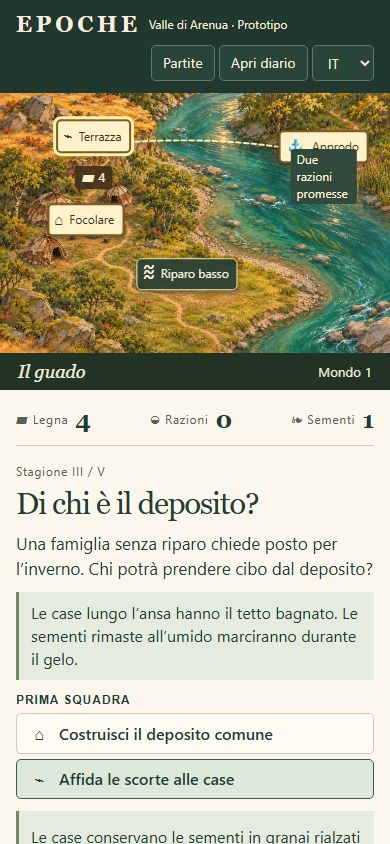 EPOCHE Valle di Arenua · Prototipo
Partite Apri diario IT
Terrazza
Approdo
Due
razioni
promesse
4
Focolare
Riparo basso
Il guado Mondo 1
Legna 4 Razioni 0 Sementi 1
Stagione III / V
Di chi è il deposito?
Una famiglia senza riparo chiede posto per
l’inverno. Chi potrà prendere cibo dal deposito?
Le case lungo l’ansa hanno il tetto bagnato. Le
sementi rimaste all’umido marciranno durante
il gelo.
PRIMA SQUADRA
Costruisci il deposito comune
Affida le scorte alle case
Le case conservano le sementi in granai rialzati